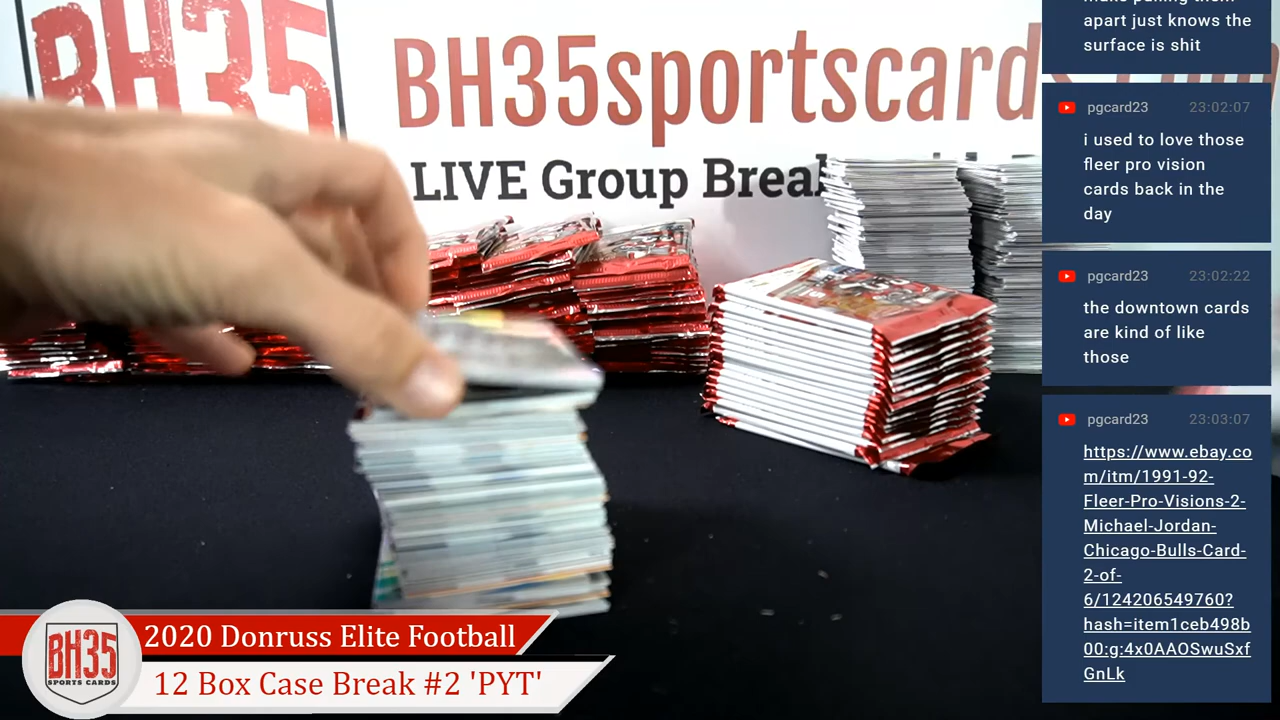 BH35
BH35sportscards
LIVE Group Break
apart just knows the
surface is shit
pgcard23 23:02:07
i used to love those
fleer pro vision
cards back in the
day
pgcard23 23:02:22
the downtown cards
are kind of like
those
pgcard23 23:03:07
https://www.ebay.co
m/itm/1991-92-
Fleer-Pro-Visions-2-
Michael-Jordan-
Chicago-Bulls-Card-
2-of-
6/124206549760?
hash=item1ceb498b
00:g:4x0AAOSwuSxf
GnLk
BH35
SPORTS CARDS
2020 Donruss Elite Football
12 Box Case Break #2 'PYT'